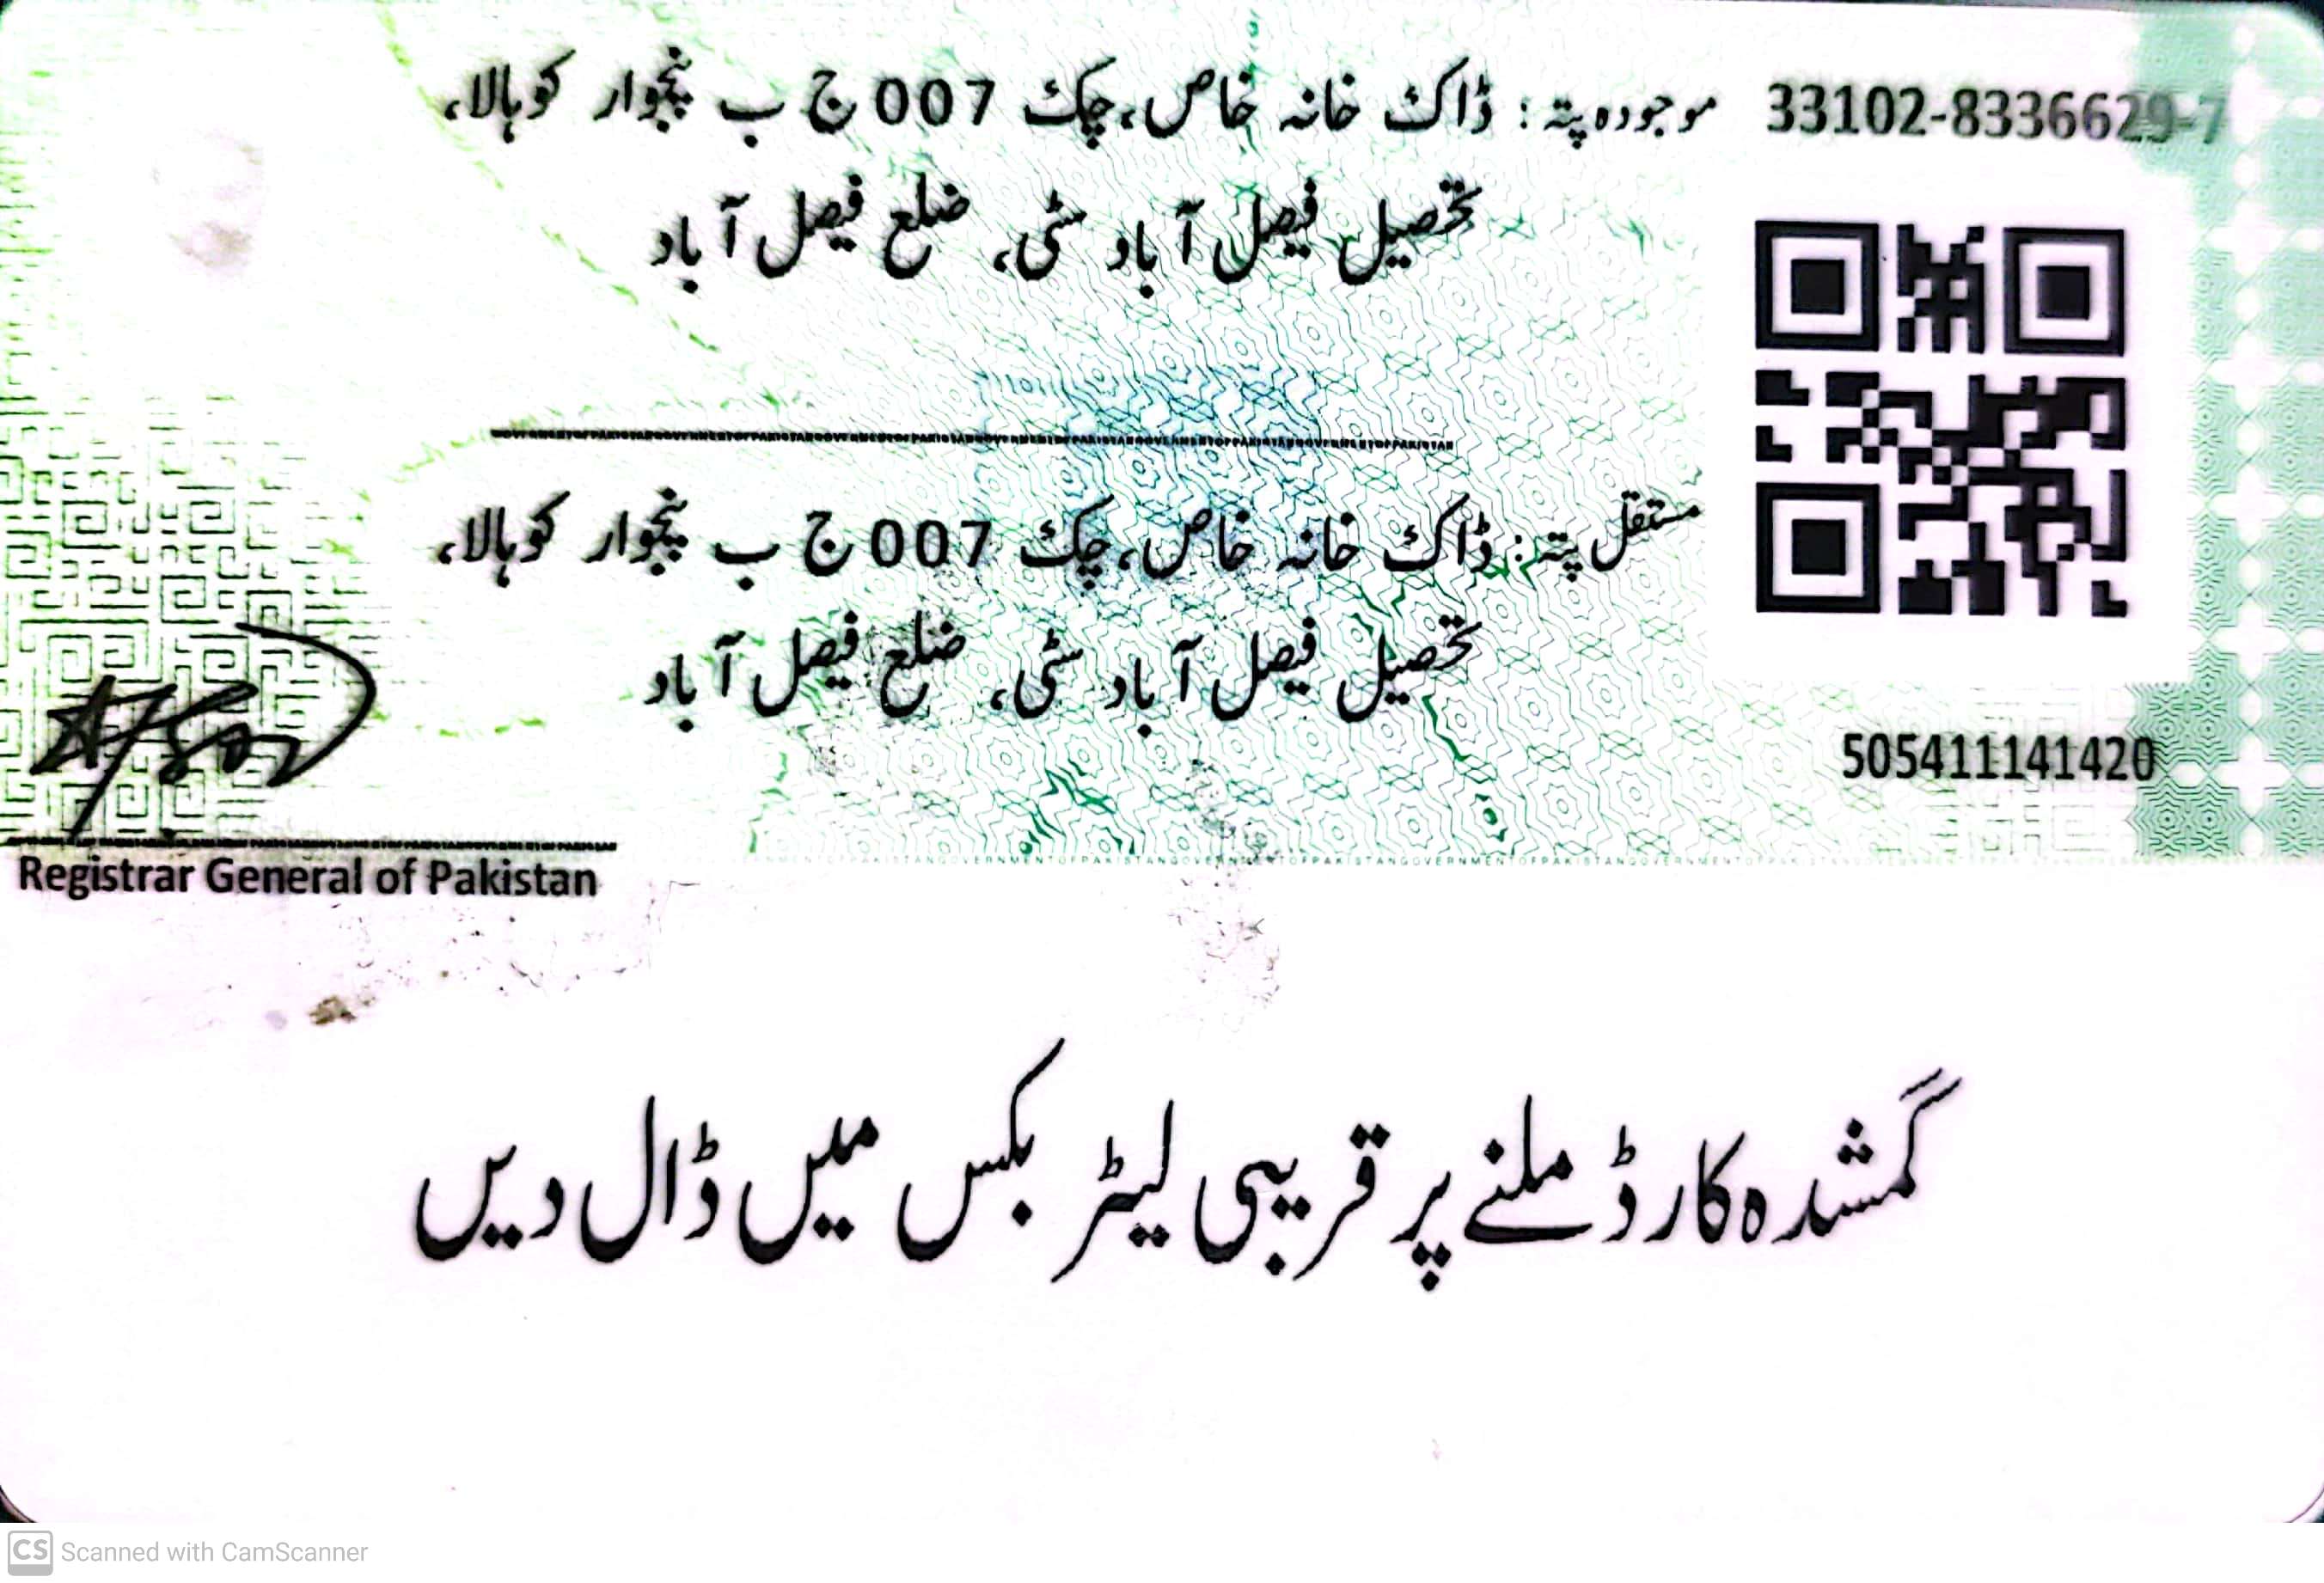 33102-8336629-7
موجودہ پتہ : ڈاک خانہ خاص، چک 007 ج ب پنجوار کوہالا،
تحصیل فیصل آباد سٹی، ضلع فیصل آباد
GOVERNMENTOFPAKISTANGOVERNMENTOFPAKISTANGOVERNMENTOFPAKISTANGOVERNMENTOFPAKISTANGOVERNMENTOFPAKISTAN
مستقل پتہ : ڈاک خانہ خاص، چک 007 ج ب پنجوار کوہالا،
تحصیل فیصل آباد سٹی، ضلع فیصل آباد
505411141420
Registrar General of Pakistan
گمشدہ کارڈ ملنے پر قریبی لیٹر بکس میں ڈال دیں
CS Scanned with CamScanner